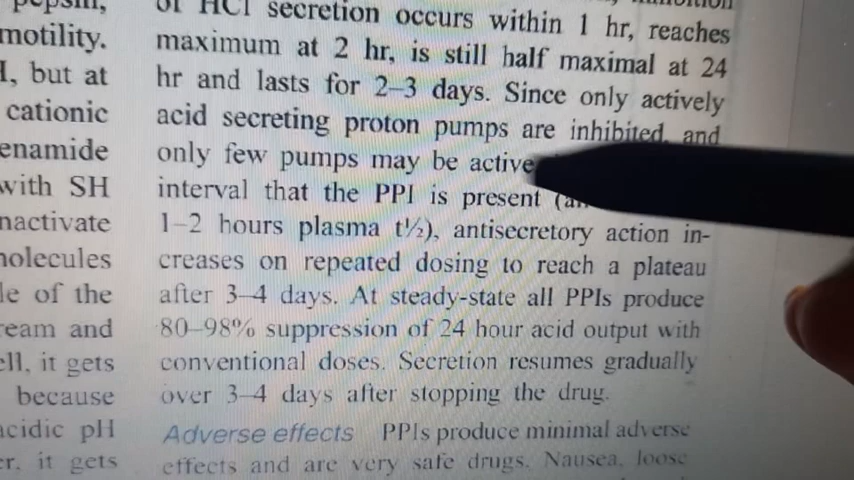 pepsin,
motility.
I, but at
cationic
enamide
with SH
nactivate
nolecules
le of the
ream and
ell, it gets
because
acidic pH
er, it gets
of HCl secretion occurs within 1 hr, reaches
maximum at 2 hr, is still half maximal at 24
hr and lasts for 2–3 days. Since only actively
acid secreting proton pumps are inhibited, and
only few pumps may be active
interval that the PPI is present
1–2 hours plasma t½), antisecretory action in-
creases on repeated dosing to reach a plateau
after 3–4 days. At steady-state all PPIs produce
80–98% suppression of 24 hour acid output with
conventional doses. Secretion resumes gradually
over 3–4 days after stopping the drug.
Adverse effects PPIs produce minimal adverse
effects and are very safe drugs. Nausea, loose